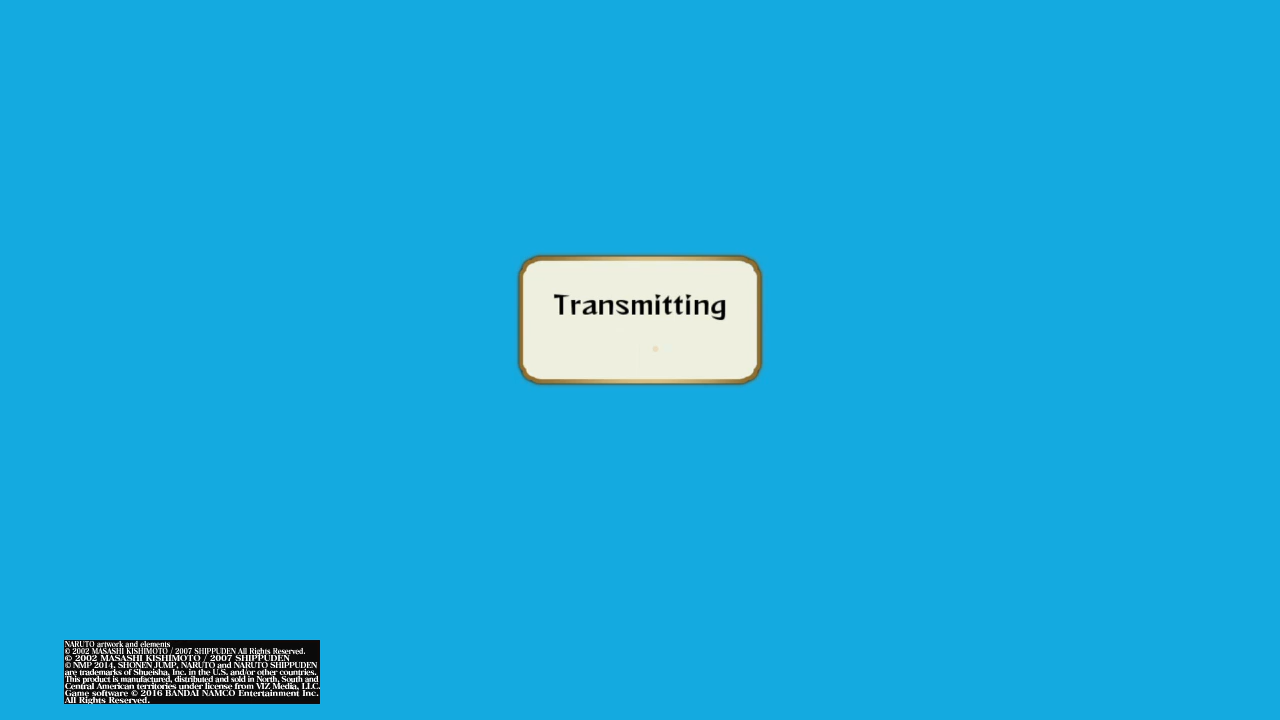 Transmitting
NARUTO artwork and elements
© 2002 MASASHI KISHIMOTO / 2007 SHIPPUDEN All Rights Reserved.
© 2002 MASASHI KISHIMOTO / 2007 SHIPPUDEN
© NMP 2014. SHONEN JUMP, NARUTO and NARUTO SHIPPUDEN
are trademarks of Shueisha, Inc. in the U.S. and/or other countries.
This product is manufactured, distributed and sold in North, South and
Central American territories under license from VIZ Media, LLC.
Game software © 2016 BANDAI NAMCO Entertainment Inc.
All Rights Reserved.